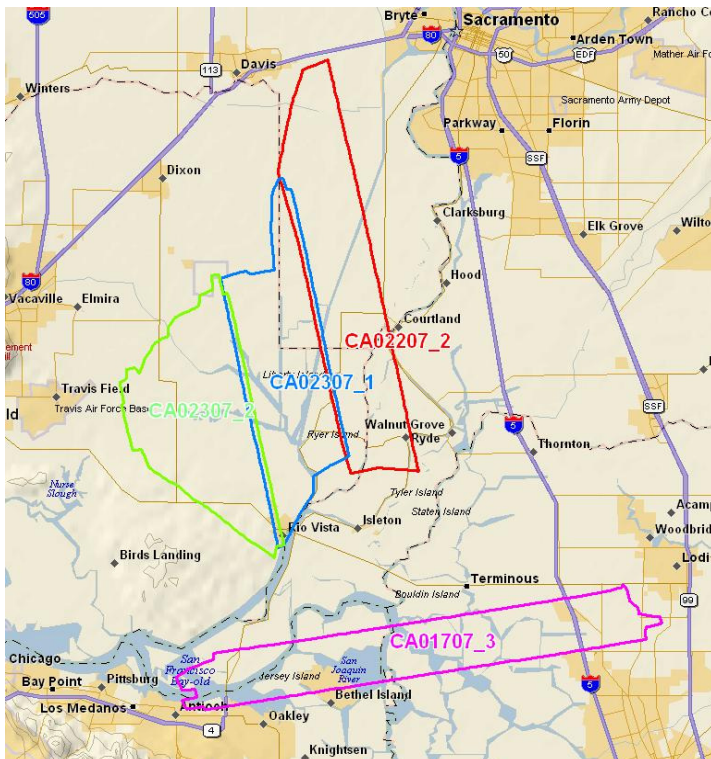 505
Bryte
80
Sacramento
Rancho Co
Arden Town
50
EDF
Mather Air Fo
113
Davis
Winters
Sacramento Army Depot
Parkway
Florin
5
SSF
Dixon
Clarksburg
Elk Grove
Wilto
80
Hood
Vacaville
Elmira
Courtland
CA02207_2
CA02307_1
Travis Field
Travis Air Force Base
CA02307_2
SSF
Walnut Grove
Ryde
Ryer Island
5
Thornton
Nurse
Slough
Tyler Island
Staten Island
Acamp
Rio Vista
Isleton
Woodbridg
Birds Landing
Lodi
Terminous
Bouldin Island
99
CA01707_3
Chicago
San
Francisco
Bay-old
San
Joaquin
River
Bay Point
Pittsburg
Jersey Island
5
Los Medanos
Antioch
Bethel Island
4
Oakley
Knightsen